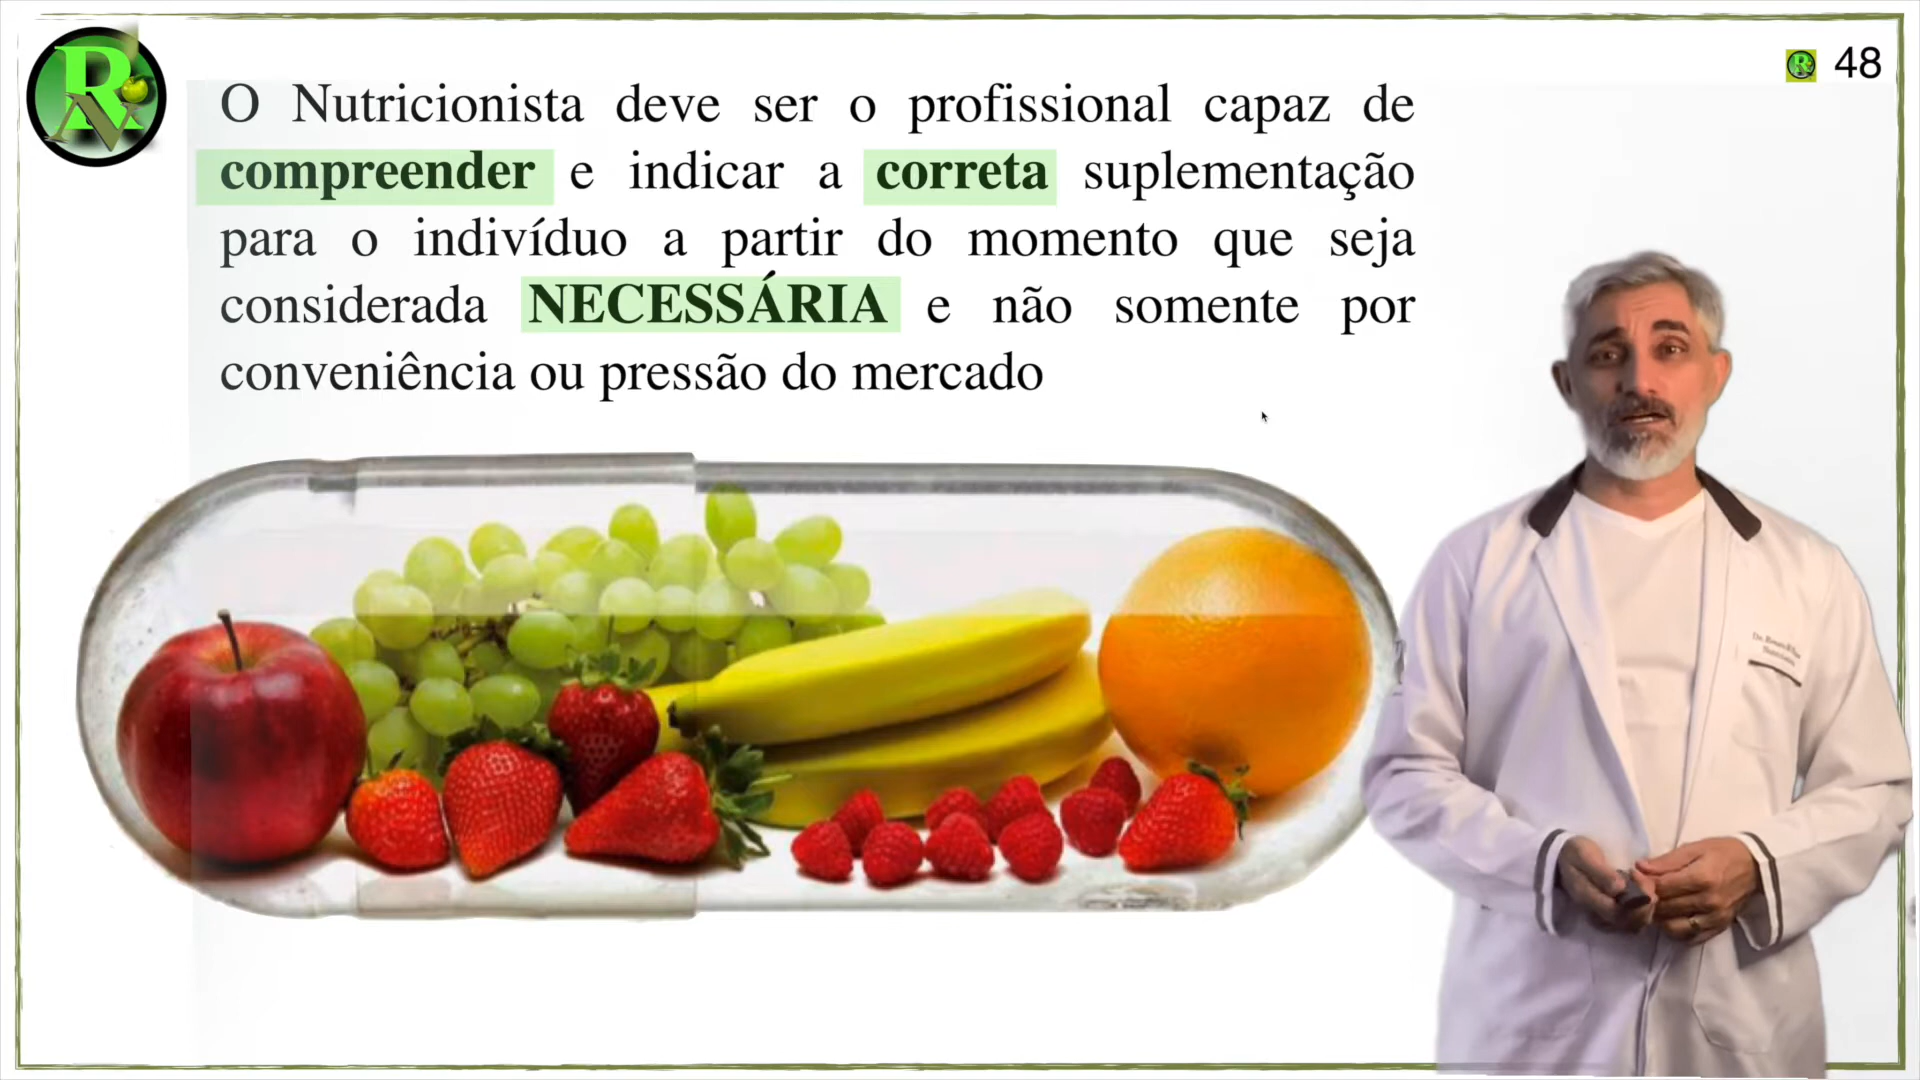 48
O Nutricionista deve ser o profissional capaz de
compreender e indicar a correta suplementação
para o indivíduo a partir do momento que seja
considerada NECESSÁRIA e não somente por
conveniência ou pressão do mercado